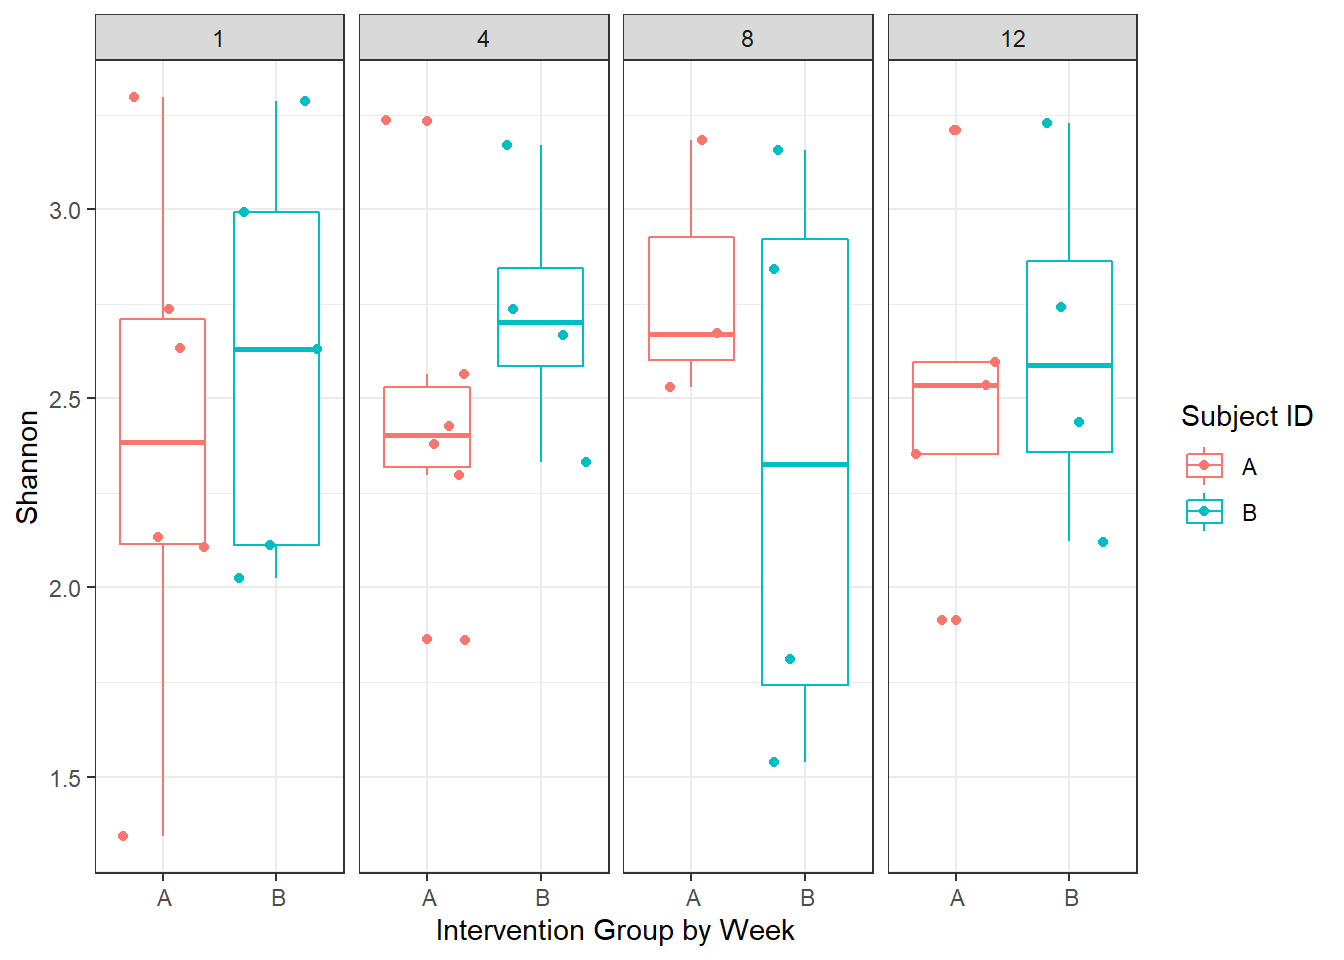 1 4 8 12
3.0
2.5
2.0
1.5
Shannon
A B A B A B A B
Intervention Group by Week
Subject ID
A
B